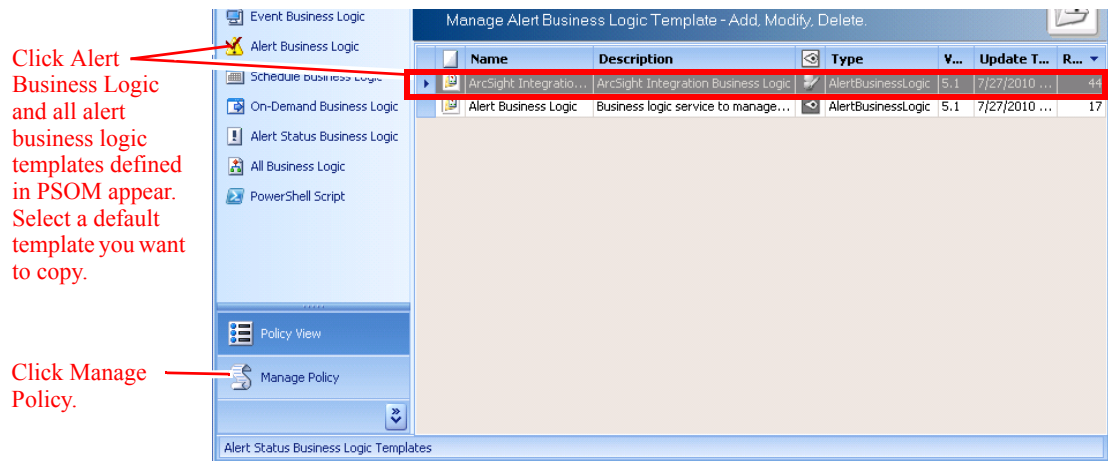 Event Business Logic
Manage Alert Business Logic Template - Add, Modify, Delete.
Alert Business Logic
Click Alert
Business Logic
and all alert
business logic
templates defined
in PSOM appear.
Select a default
template you want
to copy.
Name Description Type V... Update T... R...
Schedule Business Logic
ArcSight Integratio... ArcSight Integration Business Logic AlertBusinessLogic 5.1 7/27/2010 ... 44
On-Demand Business Logic
Alert Business Logic Business logic service to manage... AlertBusinessLogic 5.1 7/27/2010 ... 17
Alert Status Business Logic
All Business Logic
PowerShell Script
Policy View
Click Manage
Policy.
Manage Policy
Alert Status Business Logic Templates